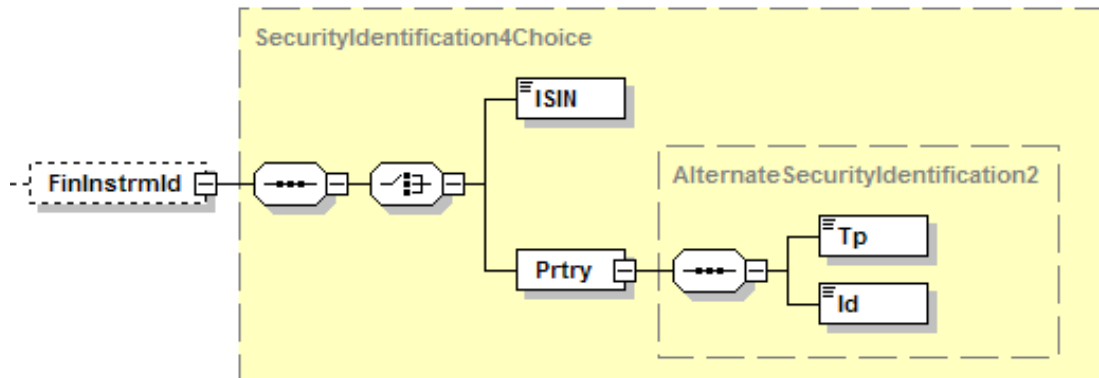 SecurityIdentification4Choice
ISIN
FinInstrmId
AlternateSecurityIdentification2
Tp
Prtry
Id